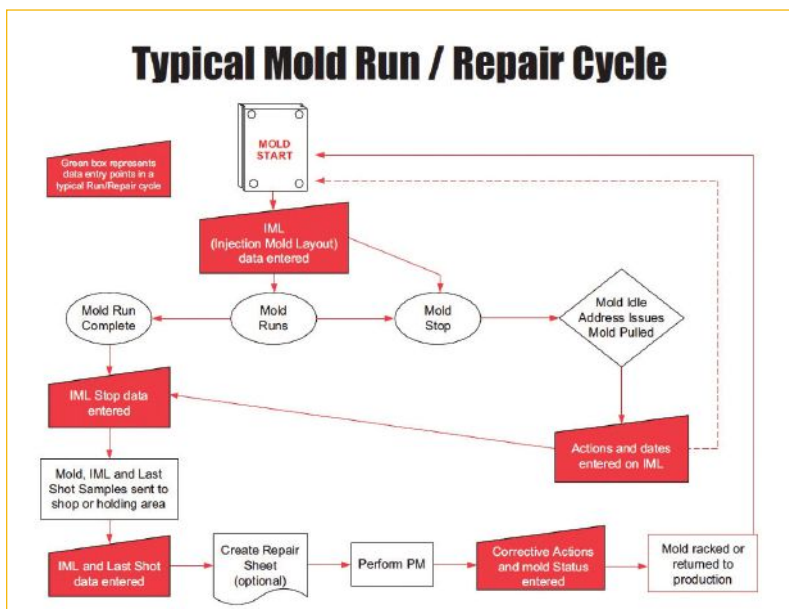 Typical Mold Run / Repair Cycle
MOLD
START
Green box represents
data entry points in a
typical Run/Repair cycle
IML
(Injection Mold Layout)
data entered
Mold Run
Complete
Mold
Runs
Mold
Stop
Mold Idle
Address Issues
Mold Pulled
IML Stop data
entered
Actions and dates
entered on IML
Mold, IML and Last
Shot Samples sent to
shop or holding area
IML and Last Shot
data entered
Create Repair
Sheet
(optional)
Perform PM
Corrective Actions
and mold Status
entered
Mold racked or
returned to
production